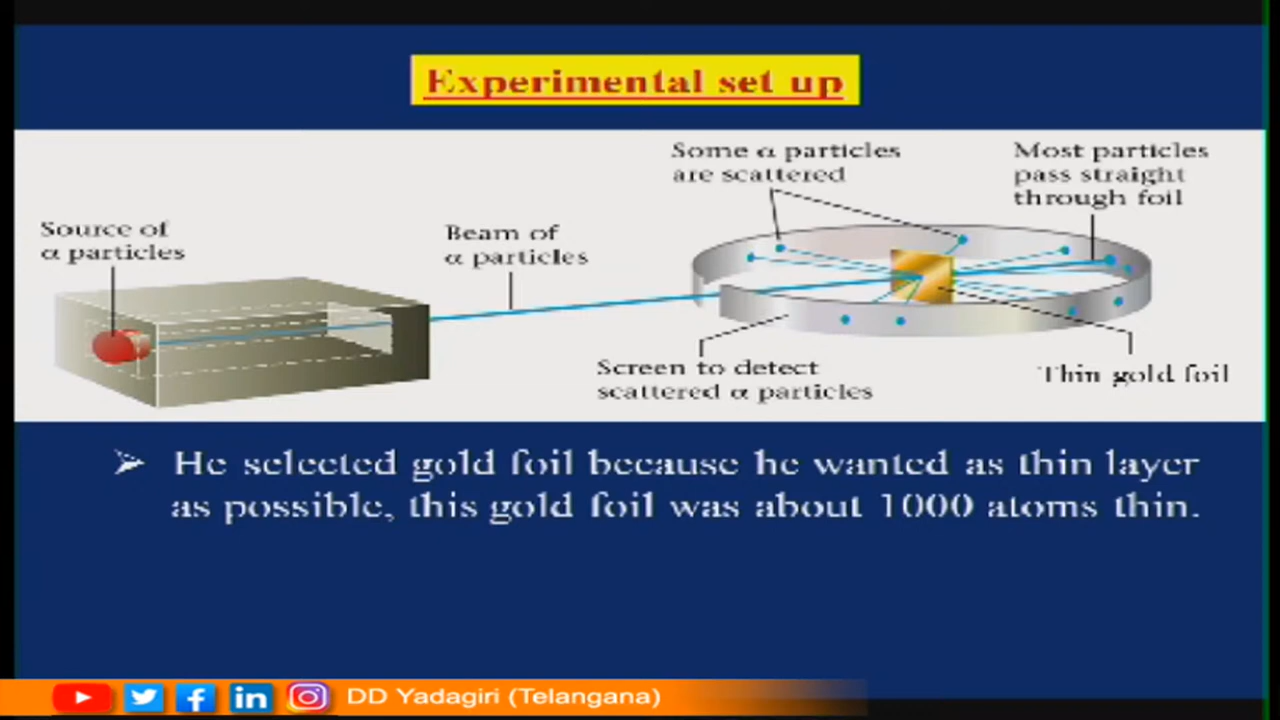 Experimental set up
Some α particles
are scattered
Most particles
pass straight
through foil
Source of
α particles
Beam of
α particles
Screen to detect
scattered α particles
Thin gold foil
➢ He selected gold foil because he wanted as thin layer
as possible, this gold foil was about 1000 atoms thin.
DD Yadagiri (Telangana)